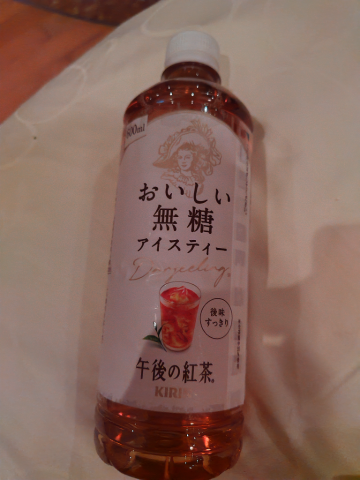 600ml
おいしい
無糖
アイスティー
Darjeeling
後味
すっきり
午後の紅茶
KIRIN